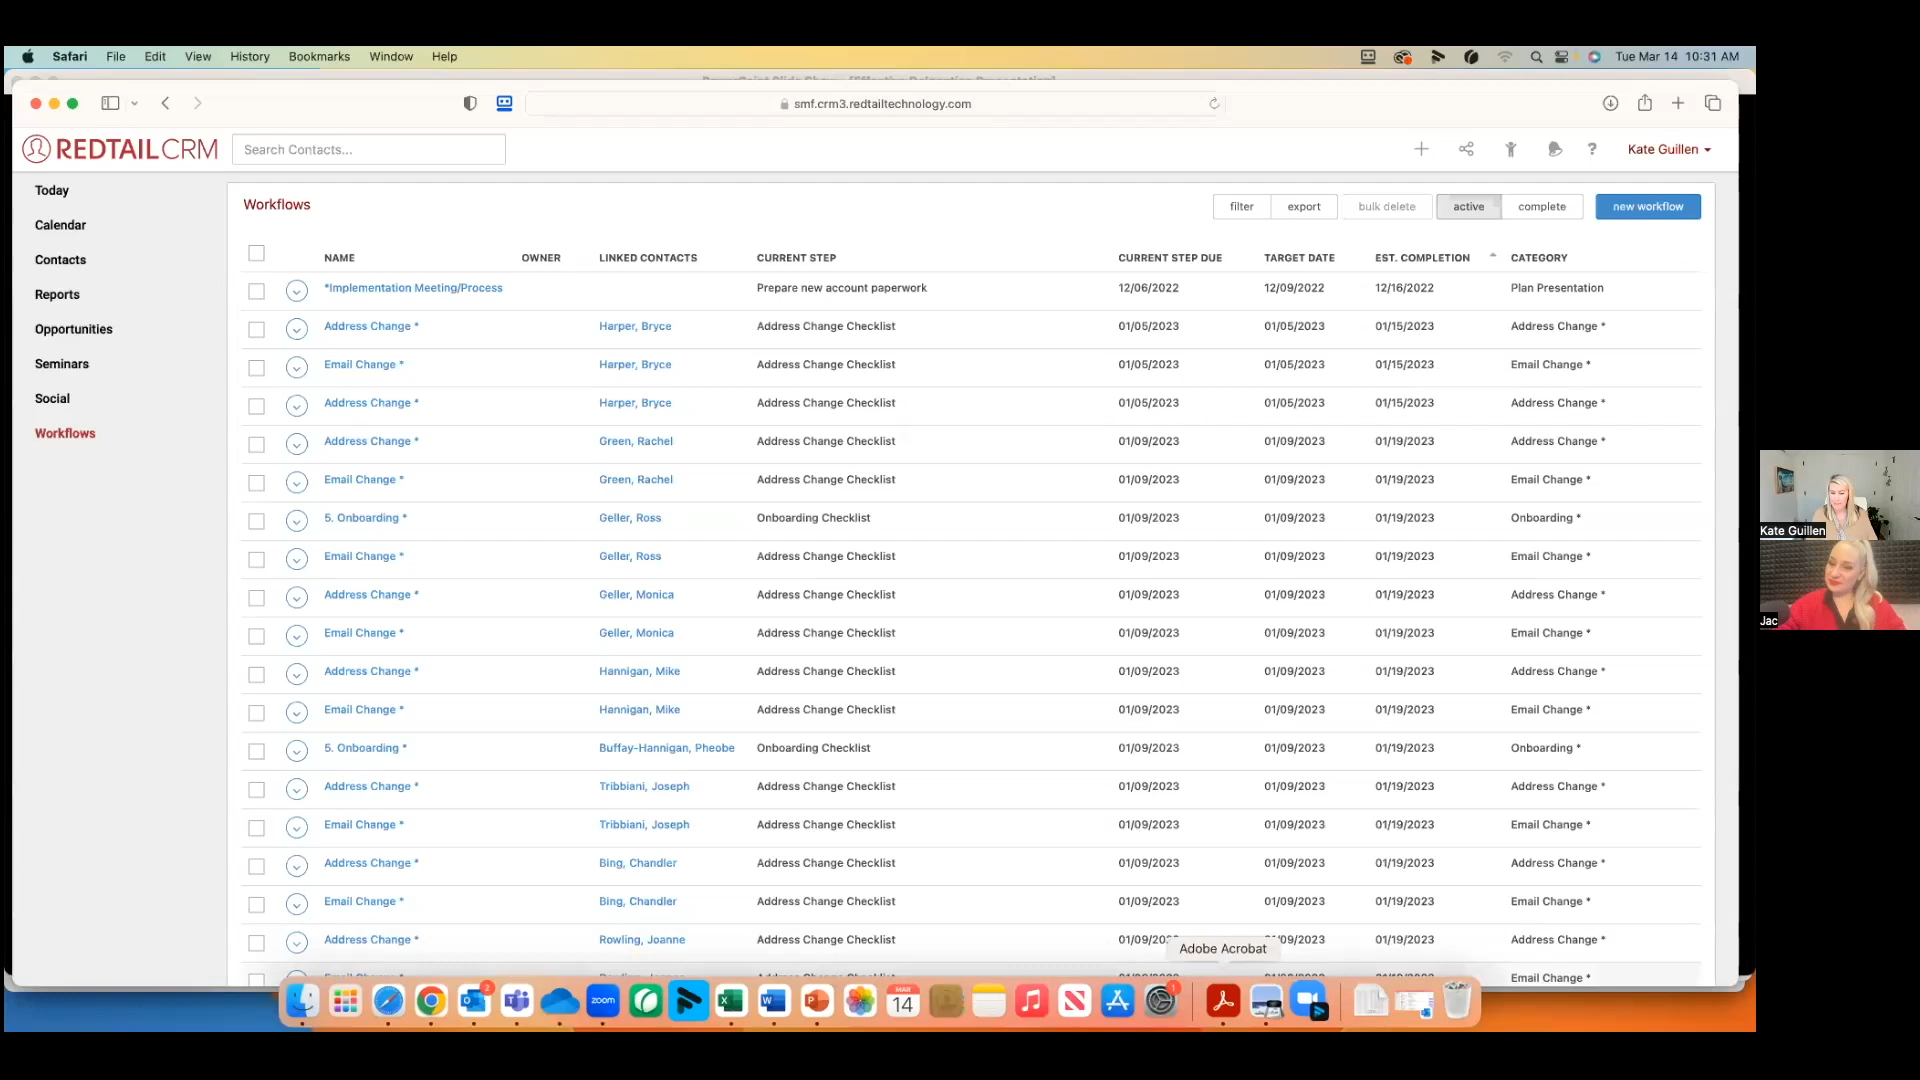 Safari File Edit View History Bookmarks Window Help Tue Mar 14 10:31 AM
smf.crm3.redtailtechnology.com
REDTAILCRM Search Contacts... ? Kate Guillen
Today
Calendar
Contacts
Reports
Opportunities
Seminars
Social
Workflows
Workflows filter export bulk delete active complete new workflow
NAME OWNER LINKED CONTACTS CURRENT STEP CURRENT STEP DUE TARGET DATE EST. COMPLETION CATEGORY
*Implementation Meeting/Process Prepare new account paperwork 12/06/2022 12/09/2022 12/16/2022 Plan Presentation
Address Change * Harper, Bryce Address Change Checklist 01/05/2023 01/05/2023 01/15/2023 Address Change *
Email Change * Harper, Bryce Address Change Checklist 01/05/2023 01/05/2023 01/15/2023 Email Change *
Address Change * Harper, Bryce Address Change Checklist 01/05/2023 01/05/2023 01/15/2023 Address Change *
Address Change * Green, Rachel Address Change Checklist 01/09/2023 01/09/2023 01/19/2023 Address Change *
Email Change * Green, Rachel Address Change Checklist 01/09/2023 01/09/2023 01/19/2023 Email Change *
5. Onboarding * Geller, Ross Onboarding Checklist 01/09/2023 01/09/2023 01/19/2023 Onboarding *
Email Change * Geller, Ross Address Change Checklist 01/09/2023 01/09/2023 01/19/2023 Email Change *
Address Change * Geller, Monica Address Change Checklist 01/09/2023 01/09/2023 01/19/2023 Address Change *
Email Change * Geller, Monica Address Change Checklist 01/09/2023 01/09/2023 01/19/2023 Email Change *
Address Change * Hannigan, Mike Address Change Checklist 01/09/2023 01/09/2023 01/19/2023 Address Change *
Email Change * Hannigan, Mike Address Change Checklist 01/09/2023 01/09/2023 01/19/2023 Email Change *
5. Onboarding * Buffay-Hannigan, Pheobe Onboarding Checklist 01/09/2023 01/09/2023 01/19/2023 Onboarding *
Address Change * Tribbiani, Joseph Address Change Checklist 01/09/2023 01/09/2023 01/19/2023 Address Change *
Email Change * Tribbiani, Joseph Address Change Checklist 01/09/2023 01/09/2023 01/19/2023 Email Change *
Address Change * Bing, Chandler Address Change Checklist 01/09/2023 01/09/2023 01/19/2023 Address Change *
Email Change * Bing, Chandler Address Change Checklist 01/09/2023 01/09/2023 01/19/2023 Email Change *
Address Change * Rowling, Joanne Address Change Checklist 01/19/2023 Address Change *
Adobe Acrobat
Email Change *
2 zoom MAR 14 1
Kate Guillen
Jac